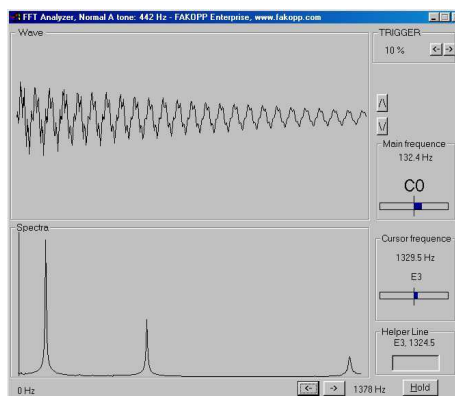 FFT Analyzer, Normal A tone: 442 Hz - FAKOPP Enterprise, www.fakopp.com
Wave
TRIGGER
10 %
<-
->
/\
\/
Main frequence
132.4 Hz
C0
Spectra
Cursor frequence
1329.5 Hz
E3
Helper Line
E3, 1324.5
0 Hz
<-
->
1378 Hz
Hold